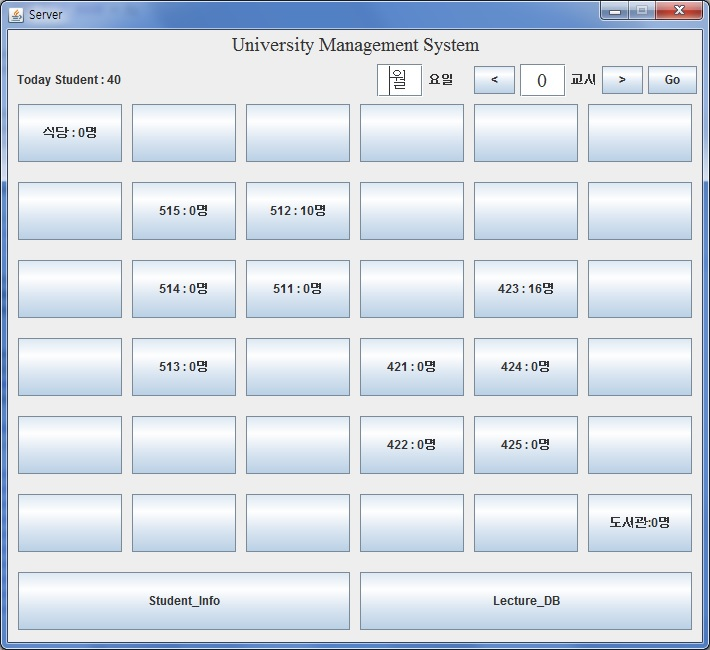 Server
University Management System
Today Student : 40 월 요일 < 0 교시 > Go
식당 : 0명
515 : 0명 512 : 10명
514 : 0명 511 : 0명 423 : 16명
513 : 0명 421 : 0명 424 : 0명
422 : 0명 425 : 0명
도서관:0명
Student_Info Lecture_DB